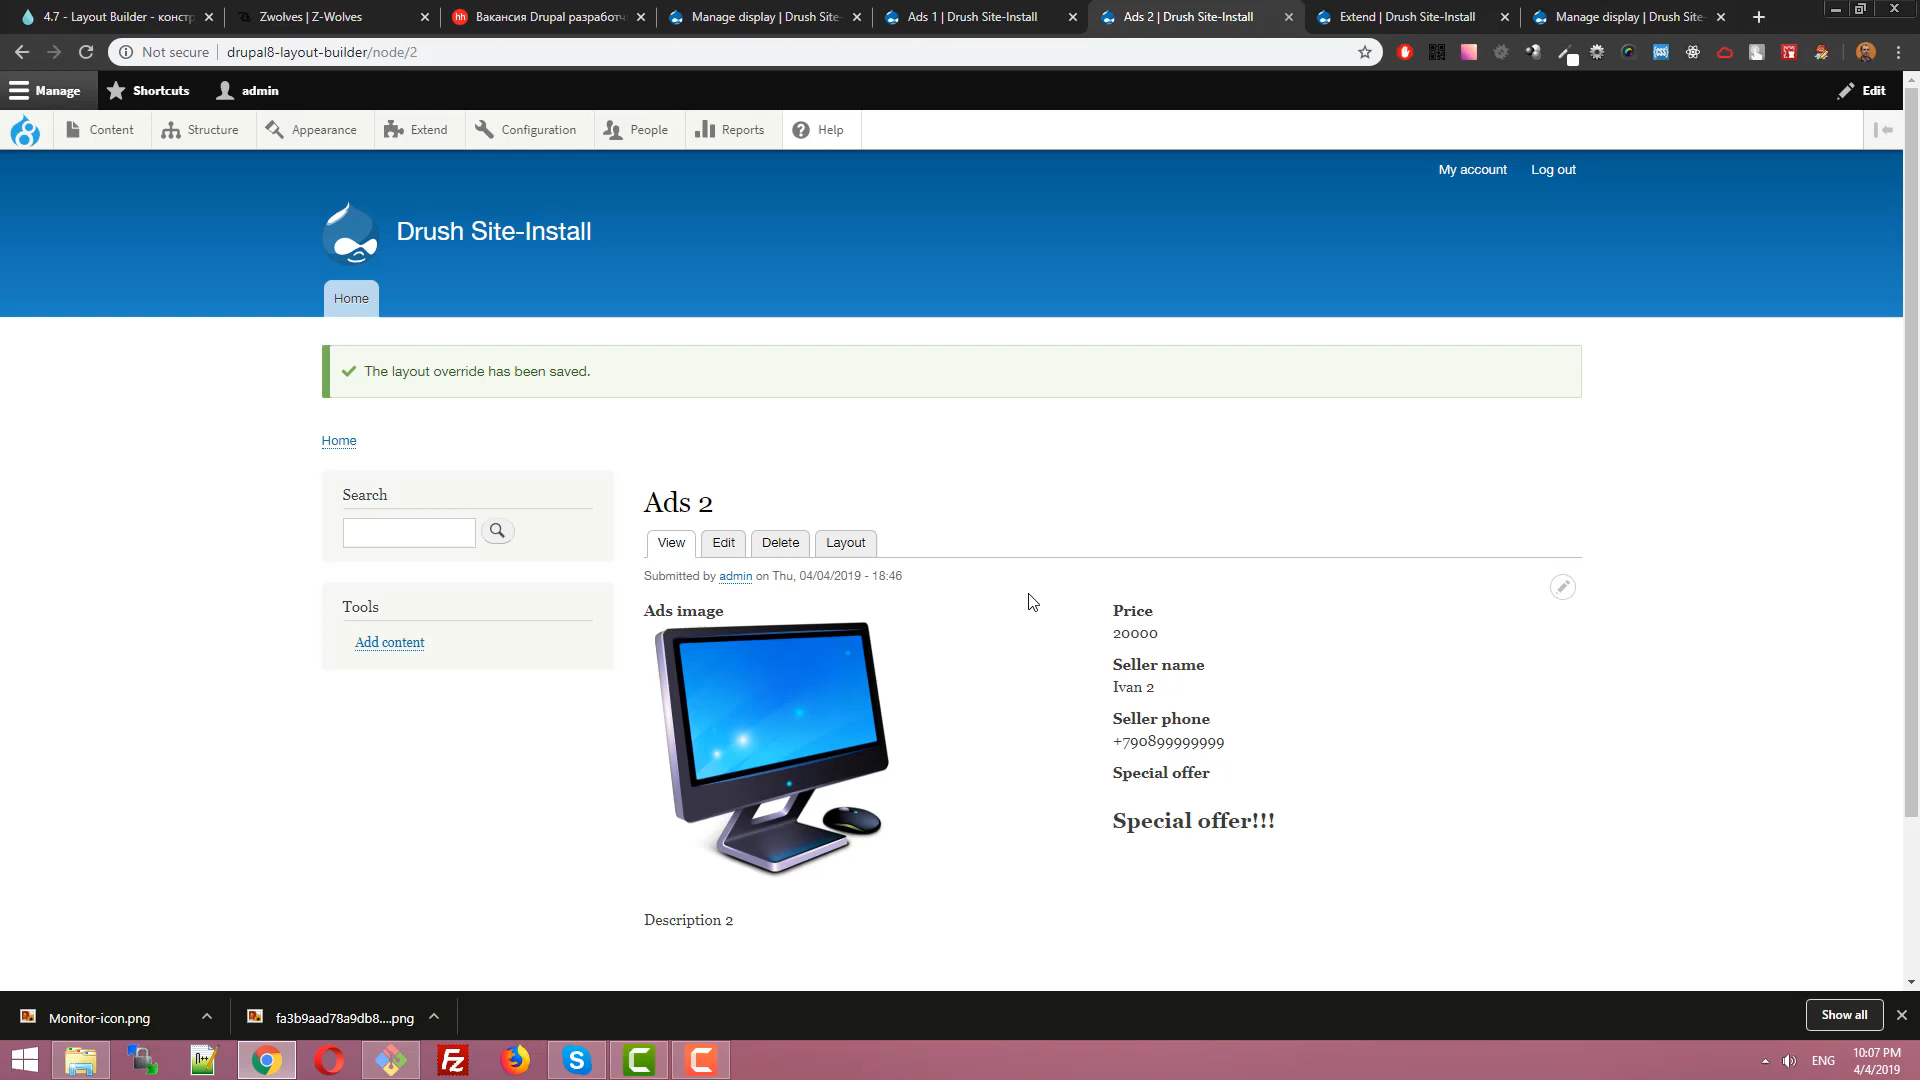 4.7 - Layout Builder - констр
Zwolves | Z-Wolves
hh
Вакансия Drupal разработч
Manage display | Drush Site-
Ads 1 | Drush Site-Install
Ads 2 | Drush Site-Install
Extend | Drush Site-Install
Manage display | Drush Site-
Not secure
drupal8-layout-builder/node/2
Manage
Shortcuts
admin
Edit
Content
Structure
Appearance
Extend
Configuration
People
Reports
Help
My account
Log out
Drush Site-Install
Home
The layout override has been saved.
Home
Search
Tools
Add content
Ads 2
View
Edit
Delete
Layout
Submitted by admin on Thu, 04/04/2019 - 18:46
Ads image
Price
20000
Seller name
Ivan 2
Seller phone
+790899999999
Special offer
Special offer!!!
Description 2
Monitor-icon.png
fa3b9aad78a9db8....png
Show all
ENG
10:07 PM
4/4/2019